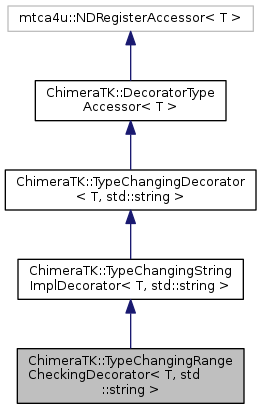 mtca4u::NDRegisterAccessor< T >
ChimeraTK::DecoratorType
Accessor< T >
ChimeraTK::TypeChangingDecorator
< T, std::string >
ChimeraTK::TypeChangingString
ImplDecorator< T, std::string >
ChimeraTK::TypeChangingRange
CheckingDecorator< T, std
::string >